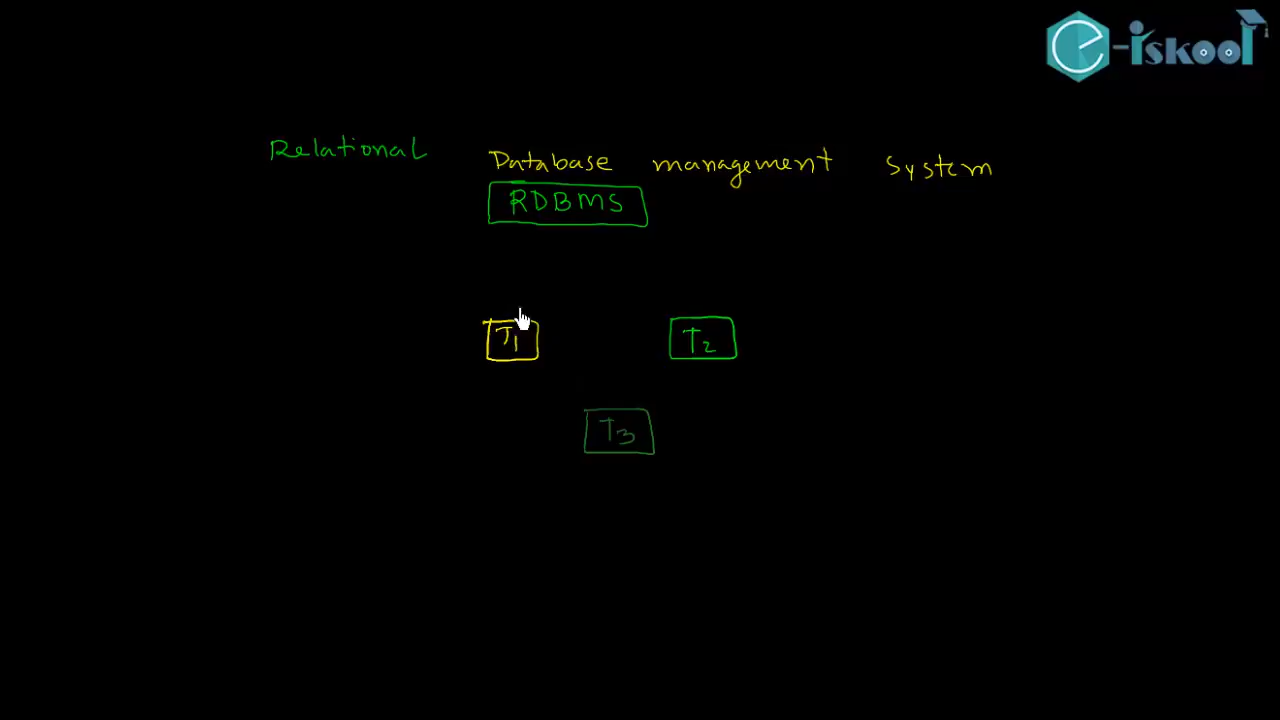 e-iskool
Relational Database management System
RDBMS
T1 T2
T3